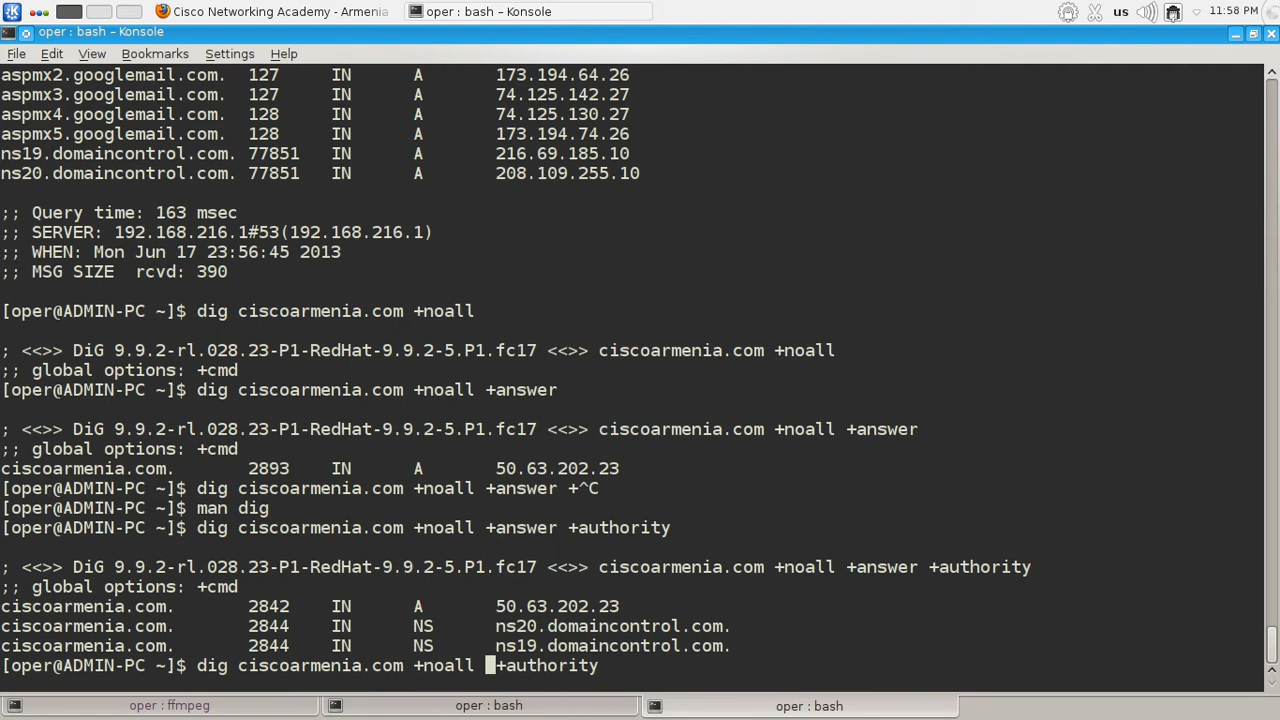 Cisco Networking Academy - Armenia
oper : bash – Konsole
us
11:58 PM
oper : bash – Konsole
File Edit View Bookmarks Settings Help
aspmx2.googlemail.com. 127 IN A 173.194.64.26
aspmx3.googlemail.com. 127 IN A 74.125.142.27
aspmx4.googlemail.com. 128 IN A 74.125.130.27
aspmx5.googlemail.com. 128 IN A 173.194.74.26
ns19.domaincontrol.com. 77851 IN A 216.69.185.10
ns20.domaincontrol.com. 77851 IN A 208.109.255.10
;; Query time: 163 msec
;; SERVER: 192.168.216.1#53(192.168.216.1)
;; WHEN: Mon Jun 17 23:56:45 2013
;; MSG SIZE  rcvd: 390
[oper@ADMIN-PC ~]$ dig ciscoarmenia.com +noall
; <<>> DiG 9.9.2-rl.028.23-P1-RedHat-9.9.2-5.P1.fc17 <<>> ciscoarmenia.com +noall
;; global options: +cmd
[oper@ADMIN-PC ~]$ dig ciscoarmenia.com +noall +answer
; <<>> DiG 9.9.2-rl.028.23-P1-RedHat-9.9.2-5.P1.fc17 <<>> ciscoarmenia.com +noall +answer
;; global options: +cmd
ciscoarmenia.com. 2893 IN A 50.63.202.23
[oper@ADMIN-PC ~]$ dig ciscoarmenia.com +noall +answer +^C
[oper@ADMIN-PC ~]$ man dig
[oper@ADMIN-PC ~]$ dig ciscoarmenia.com +noall +answer +authority
; <<>> DiG 9.9.2-rl.028.23-P1-RedHat-9.9.2-5.P1.fc17 <<>> ciscoarmenia.com +noall +answer +authority
;; global options: +cmd
ciscoarmenia.com. 2842 IN A 50.63.202.23
ciscoarmenia.com. 2844 IN NS ns20.domaincontrol.com.
ciscoarmenia.com. 2844 IN NS ns19.domaincontrol.com.
[oper@ADMIN-PC ~]$ dig ciscoarmenia.com +noall +authority
oper : ffmpeg
oper : bash
oper : bash